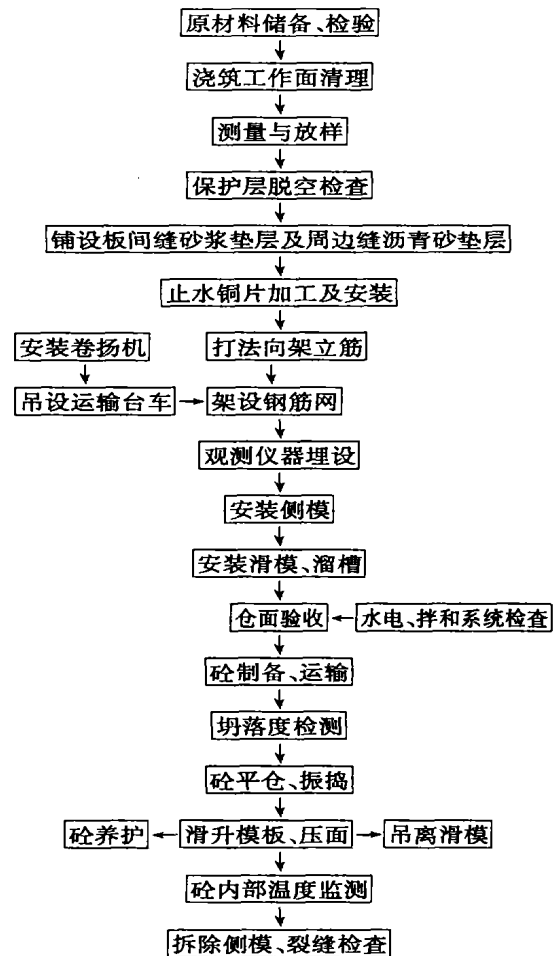 原材料储备、检验
浇筑工作面清理
测量与放样
保护层脱空检查
铺设板间缝砂浆垫层及周边缝沥青砂垫层
止水铜片加工及安装
安装卷扬机
打法向架立筋
吊设运输台车
架设钢筋网
观测仪器埋设
安装侧模
安装滑模、溜槽
仓面验收
水电、拌和系统检查
砼制备、运输
坍落度检测
砼平仓、振捣
砼养护
滑升模板、压面
吊离滑模
砼内部温度监测
拆除侧模、裂缝检查